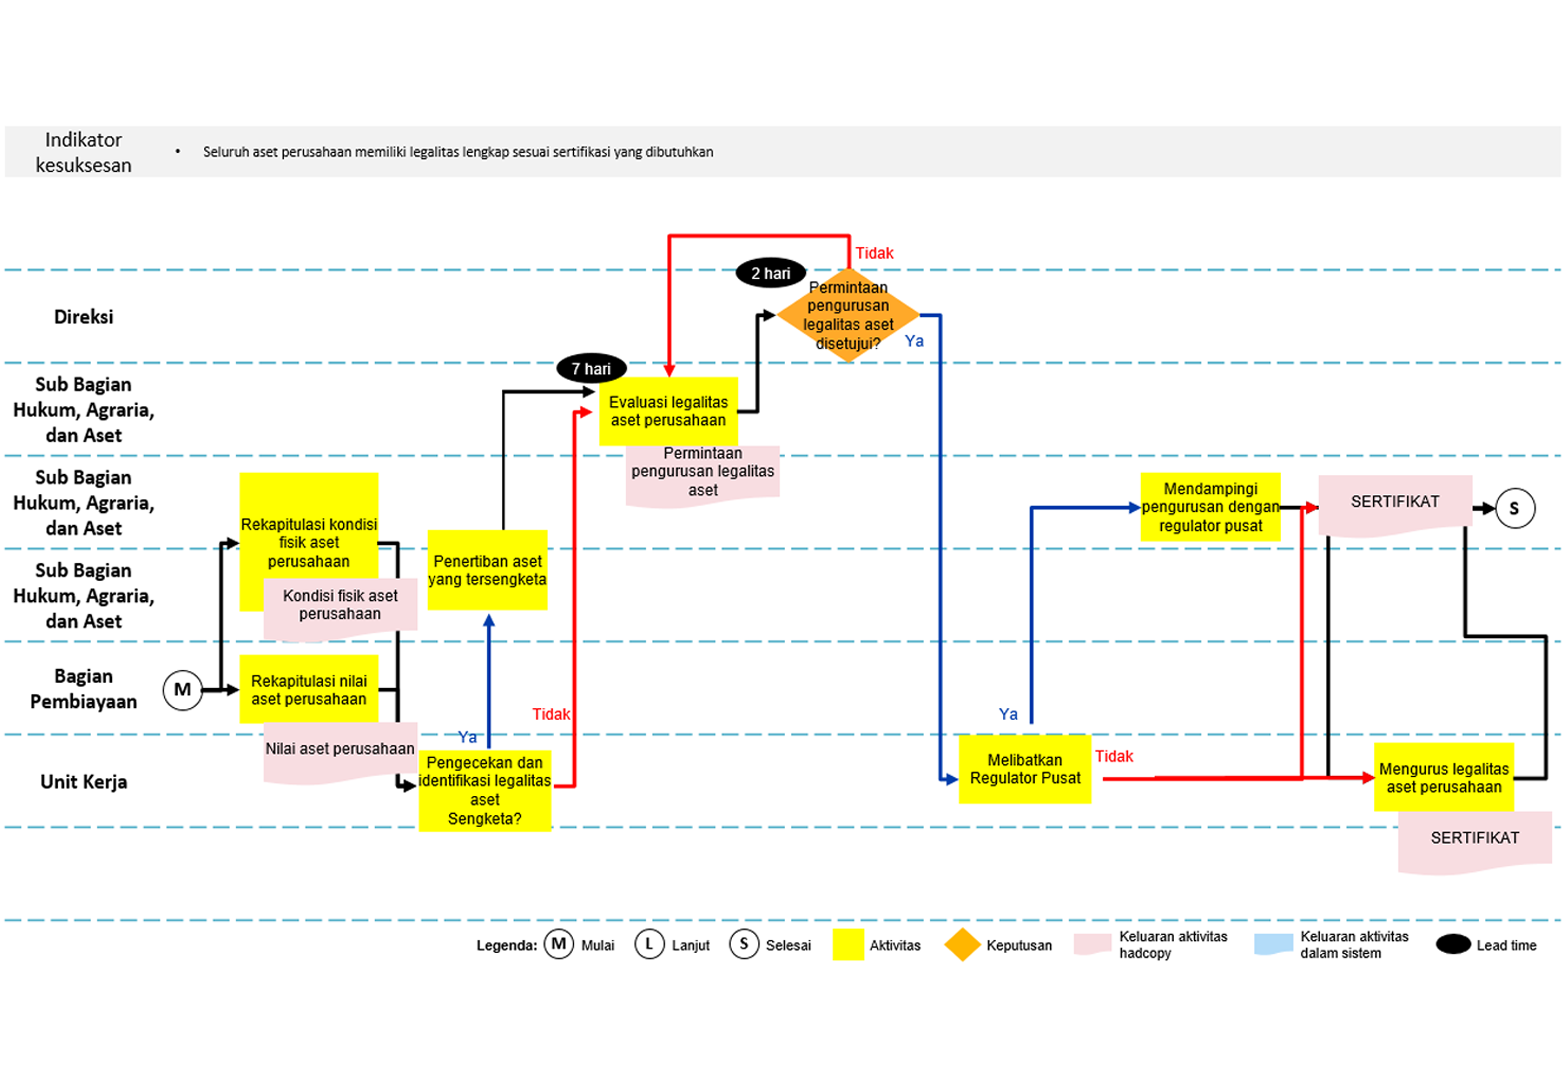 Indikator
kesuksesan
• Seluruh aset perusahaan memiliki legalitas lengkap sesuai sertifikasi yang dibutuhkan
Tidak
2 hari
Direksi
Permintaan
pengurusan
legalitas aset
disetujui?
Ya
7 hari
Sub Bagian
Hukum, Agraria,
dan Aset
Evaluasi legalitas
aset perusahaan
Permintaan
pengurusan legalitas
aset
Sub Bagian
Hukum, Agraria,
dan Aset
Rekapitulasi kondisi
fisik aset
perusahaan
Mendampingi
pengurusan dengan
regulator pusat
SERTIFIKAT
S
Sub Bagian
Hukum, Agraria,
dan Aset
Kondisi fisik aset
perusahaan
Penertiban aset
yang tersengketa
Bagian
Pembiayaan
M
Rekapitulasi nilai
aset perusahaan
Ya
Tidak
Ya
Unit Kerja
Nilai aset perusahaan
Pengecekan dan
identifikasi legalitas
aset
Sengketa?
Melibatkan
Regulator Pusat
Tidak
Mengurus legalitas
aset perusahaan
SERTIFIKAT
Legenda: M Mulai L Lanjut S Selesai Aktivitas Keputusan
Keluaran aktivitas
hadcopy
Keluaran aktivitas
dalam sistem
Lead time